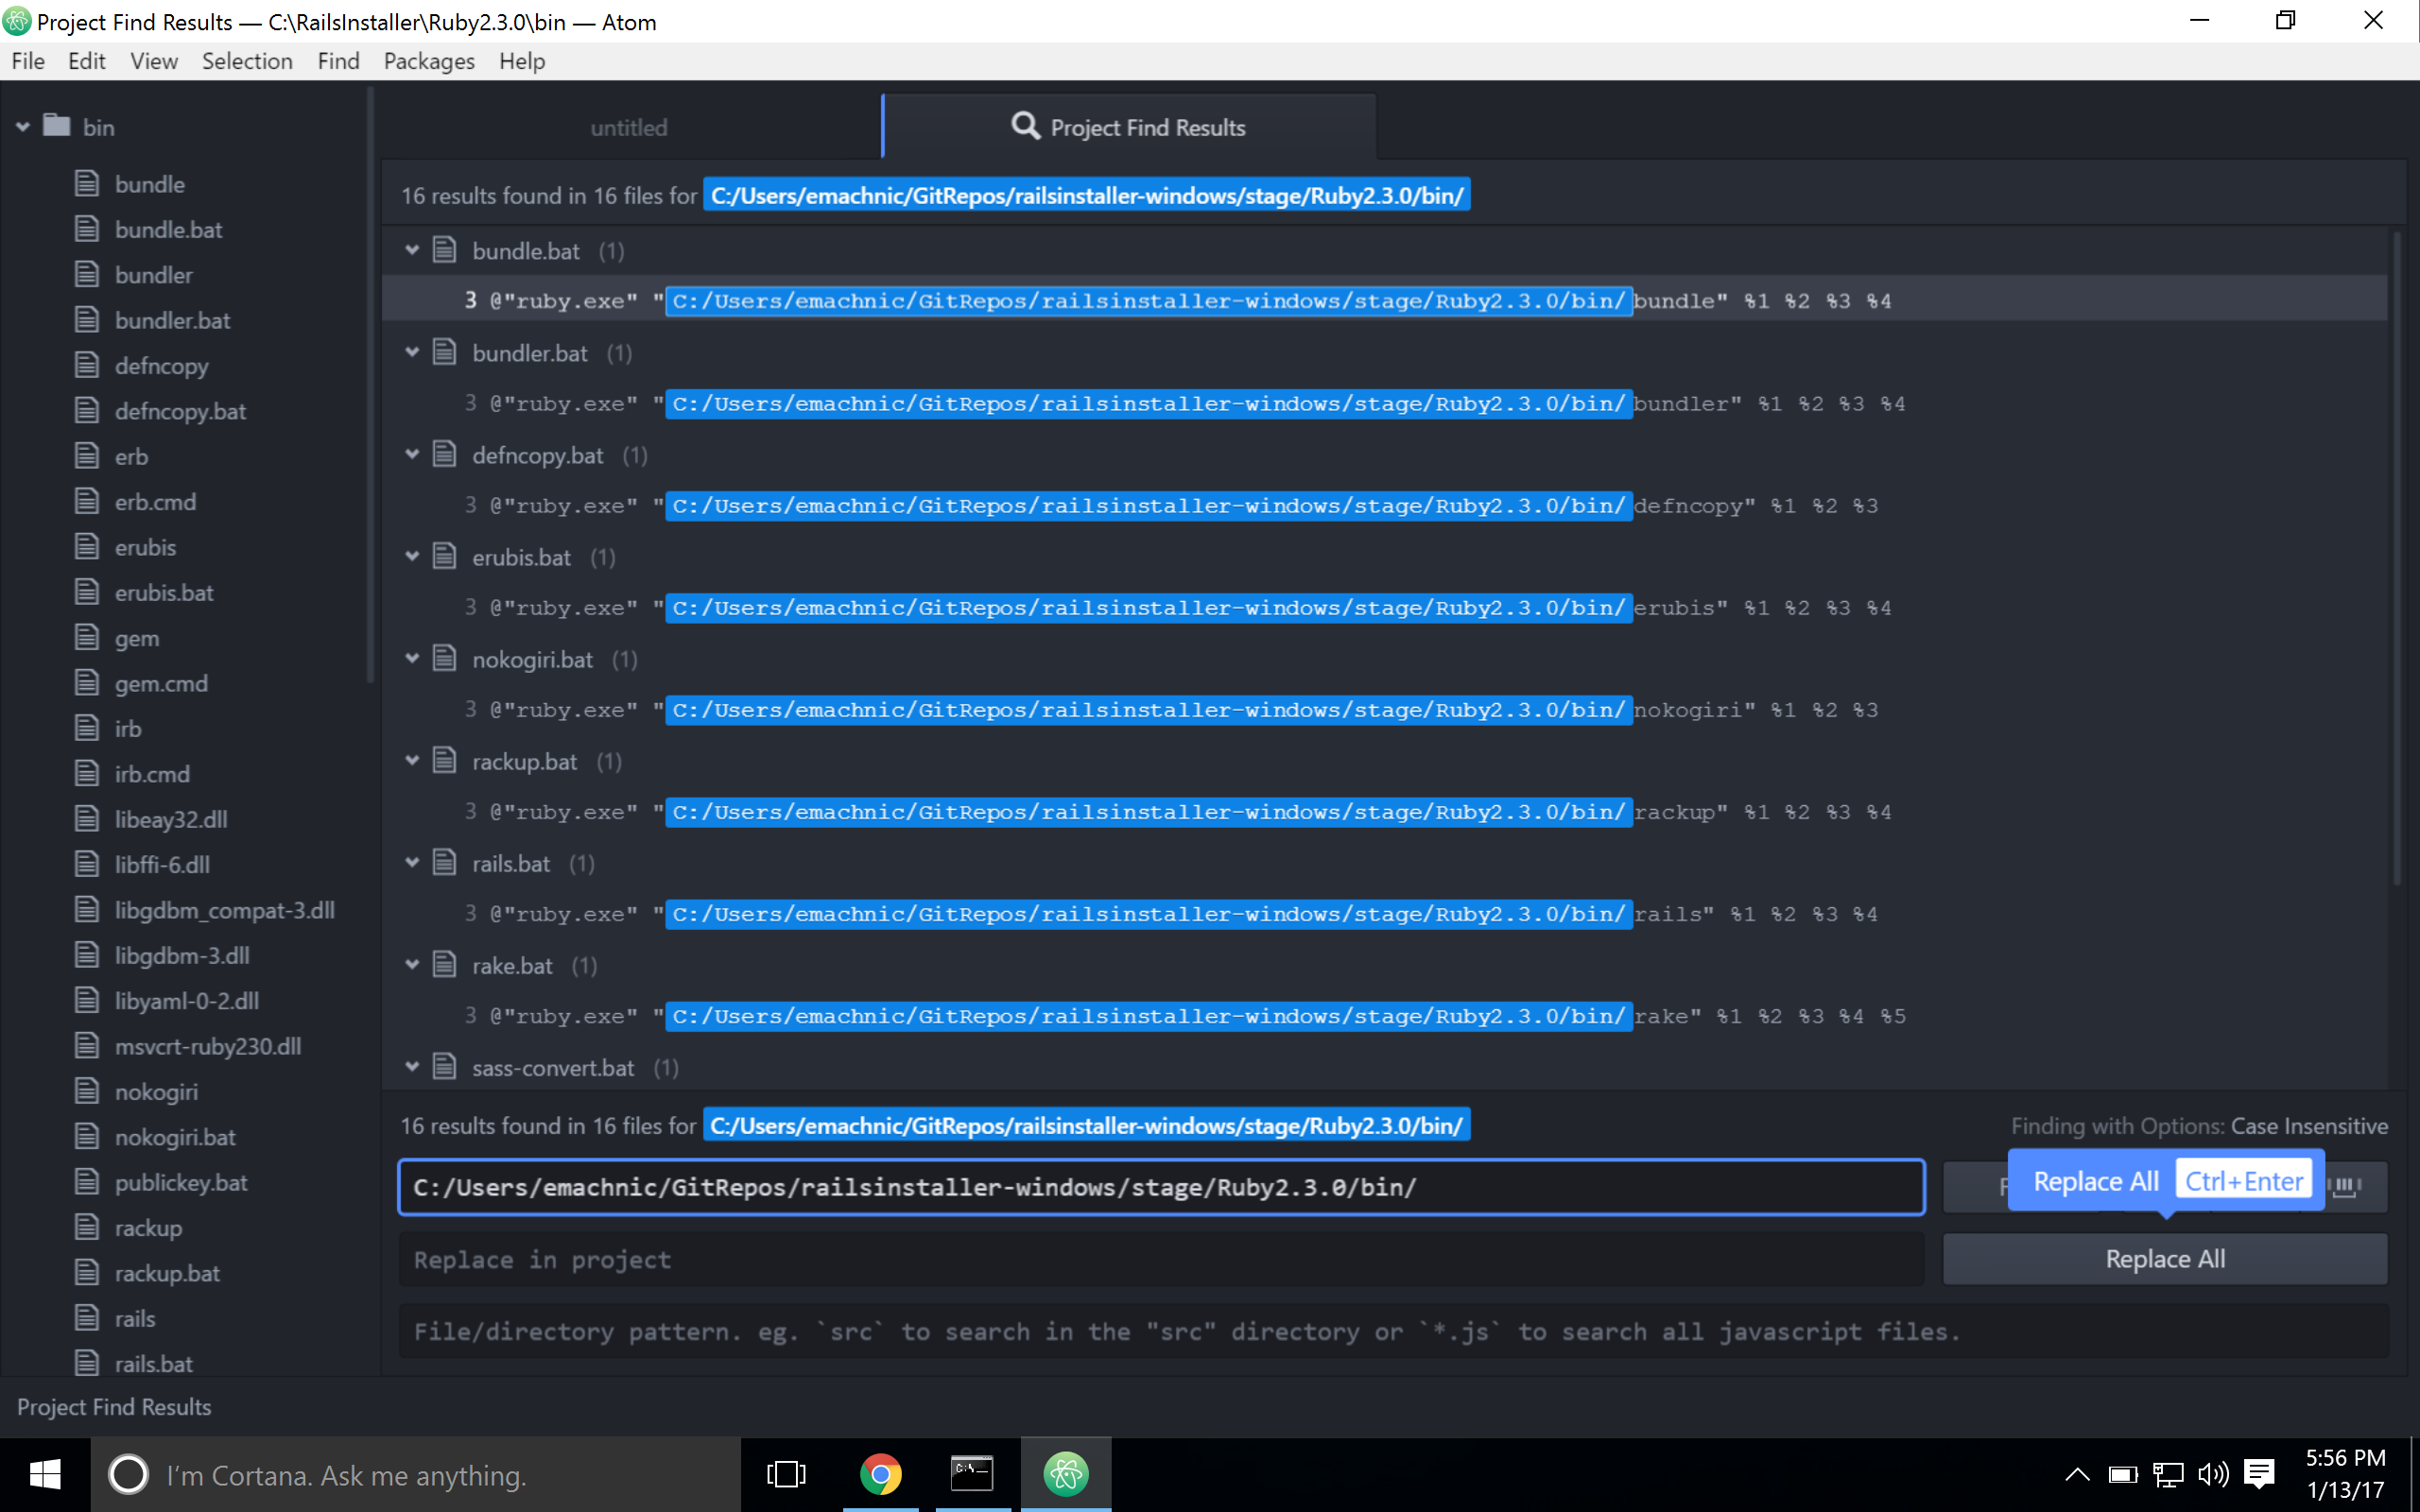 Project Find Results — C:\RailsInstaller\Ruby2.3.0\bin — Atom
File Edit View Selection Find Packages Help
bin
bundle
bundle.bat
bundler
bundler.bat
defncopy
defncopy.bat
erb
erb.cmd
erubis
erubis.bat
gem
gem.cmd
irb
irb.cmd
libeay32.dll
libffi-6.dll
libgdbm_compat-3.dll
libgdbm-3.dll
libyaml-0-2.dll
msvcrt-ruby230.dll
nokogiri
nokogiri.bat
publickey.bat
rackup
rackup.bat
rails
rails.bat
untitled
Project Find Results
16 results found in 16 files for C:/Users/emachnic/GitRepos/railsinstaller-windows/stage/Ruby2.3.0/bin/
bundle.bat (1)
3 @"ruby.exe" "C:/Users/emachnic/GitRepos/railsinstaller-windows/stage/Ruby2.3.0/bin/bundle" %1 %2 %3 %4
bundler.bat (1)
3 @"ruby.exe" "C:/Users/emachnic/GitRepos/railsinstaller-windows/stage/Ruby2.3.0/bin/bundler" %1 %2 %3 %4
defncopy.bat (1)
3 @"ruby.exe" "C:/Users/emachnic/GitRepos/railsinstaller-windows/stage/Ruby2.3.0/bin/defncopy" %1 %2 %3
erubis.bat (1)
3 @"ruby.exe" "C:/Users/emachnic/GitRepos/railsinstaller-windows/stage/Ruby2.3.0/bin/erubis" %1 %2 %3 %4
nokogiri.bat (1)
3 @"ruby.exe" "C:/Users/emachnic/GitRepos/railsinstaller-windows/stage/Ruby2.3.0/bin/nokogiri" %1 %2 %3
rackup.bat (1)
3 @"ruby.exe" "C:/Users/emachnic/GitRepos/railsinstaller-windows/stage/Ruby2.3.0/bin/rackup" %1 %2 %3 %4
rails.bat (1)
3 @"ruby.exe" "C:/Users/emachnic/GitRepos/railsinstaller-windows/stage/Ruby2.3.0/bin/rails" %1 %2 %3 %4
rake.bat (1)
3 @"ruby.exe" "C:/Users/emachnic/GitRepos/railsinstaller-windows/stage/Ruby2.3.0/bin/rake" %1 %2 %3 %4 %5
sass-convert.bat (1)
16 results found in 16 files for C:/Users/emachnic/GitRepos/railsinstaller-windows/stage/Ruby2.3.0/bin/
Finding with Options: Case Insensitive
C:/Users/emachnic/GitRepos/railsinstaller-windows/stage/Ruby2.3.0/bin/
Replace All Ctrl+Enter
Replace in project
Replace All
File/directory pattern. eg. `src` to search in the "src" directory or `*.js` to search all javascript files.
Project Find Results
I'm Cortana. Ask me anything.
5:56 PM
1/13/17